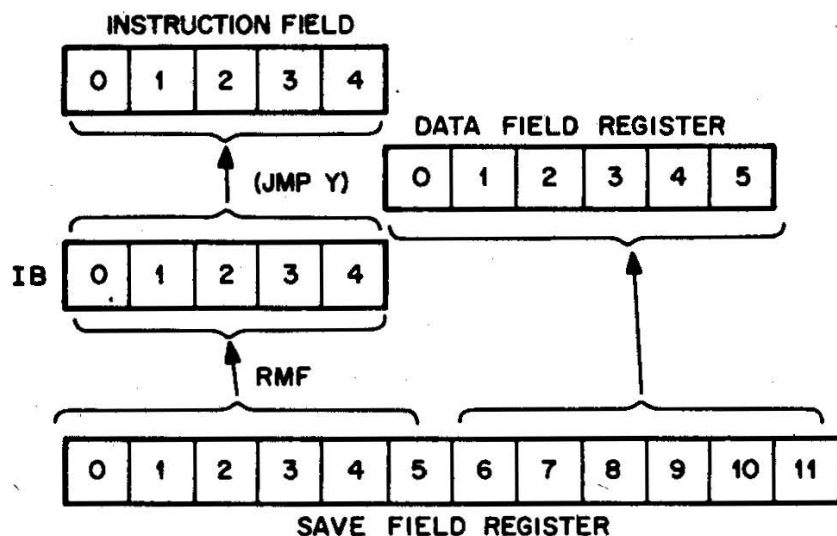 INSTRUCTION FIELD
0 1 2 3 4
DATA FIELD REGISTER
(JMP Y)
0 1 2 3 4 5
IB 0 1 2 3 4
RMF
0 1 2 3 4 5 6 7 8 9 10 11
SAVE FIELD REGISTER